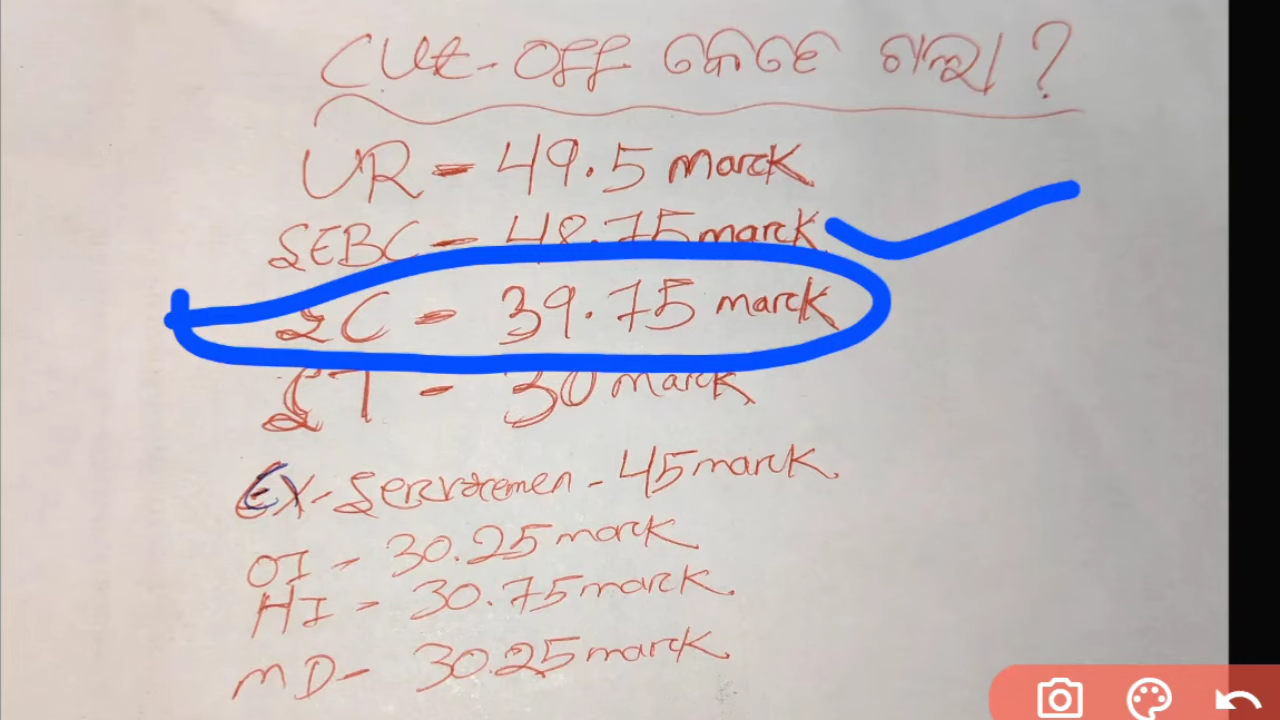 CUt-OFF କେତେ ଗଲା ?
UR - 49.5 marck
SEBC - 48.75 marck
SC - 39.75 marck
ST - 30 marck
EX-Servicemen - 45 marck
OI - 30.25 marck
HI - 30.75 marck
MD - 30.25 marck